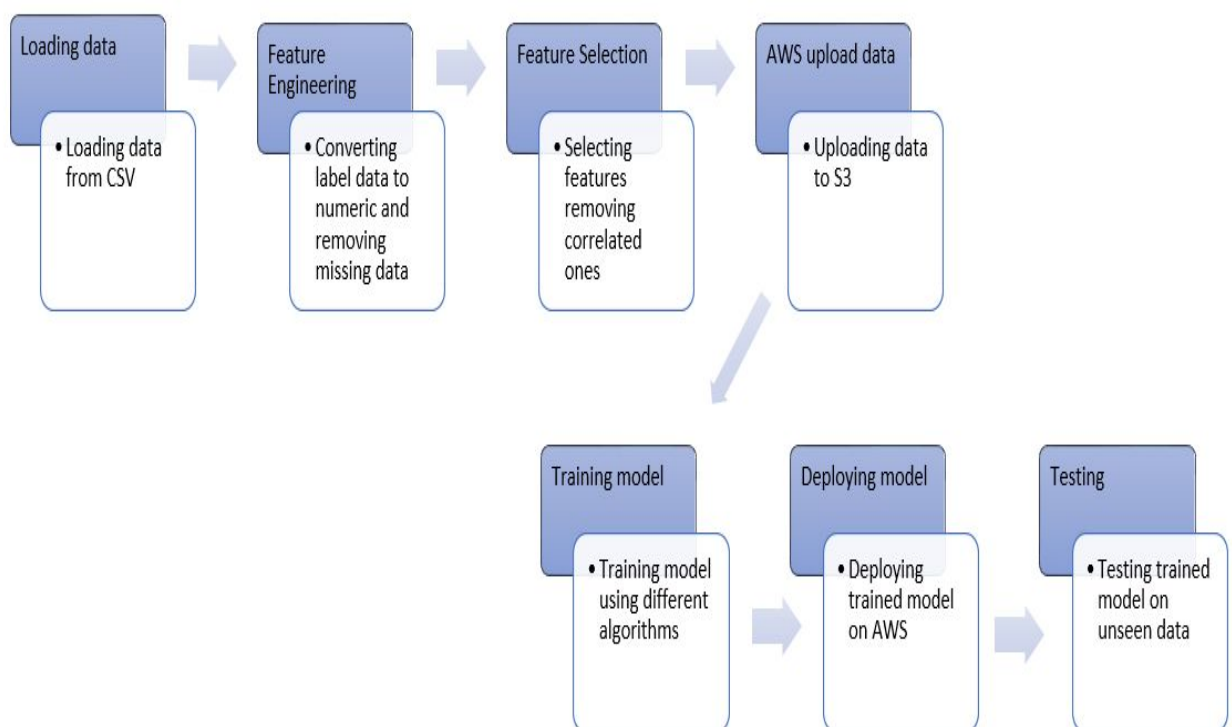 Loading data
• Loading data
from CSV
Feature
Engineering
• Converting
label data to
numeric and
removing
missing data
Feature Selection
• Selecting
features
removing
correlated
ones
AWS upload data
• Uploading data
to S3
Training model
• Training model
using different
algorithms
Deploying model
• Deploying
trained model
on AWS
Testing
• Testing trained
model on
unseen data